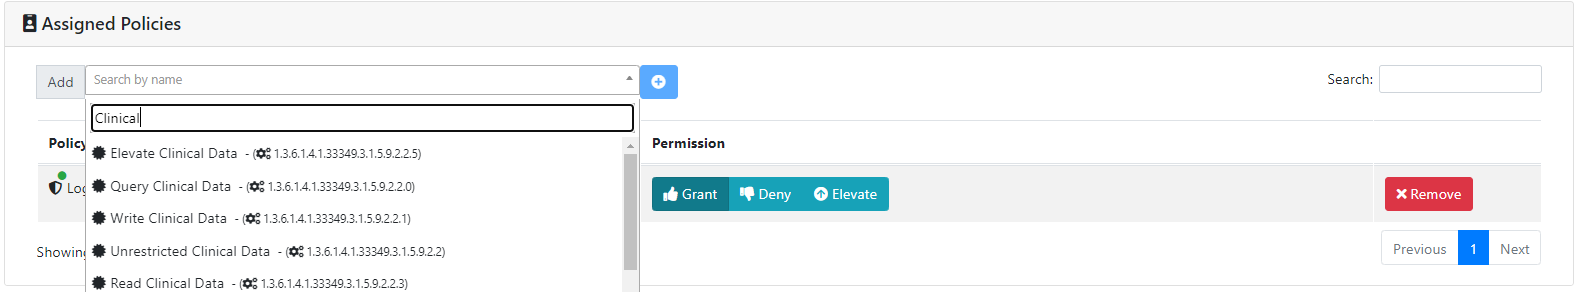 Assigned Policies
Add
Search by name
Search:
Clinical
Policy
Permission
Elevate Clinical Data - ( 1.3.6.1.4.1.33349.3.1.5.9.2.2.5)
Query Clinical Data - ( 1.3.6.1.4.1.33349.3.1.5.9.2.2.0)
Write Clinical Data - ( 1.3.6.1.4.1.33349.3.1.5.9.2.2.1)
Unrestricted Clinical Data - ( 1.3.6.1.4.1.33349.3.1.5.9.2.2)
Read Clinical Data - ( 1.3.6.1.4.1.33349.3.1.5.9.2.2.3)
Log
Grant
Deny
Elevate
Remove
Showing
Previous
1
Next